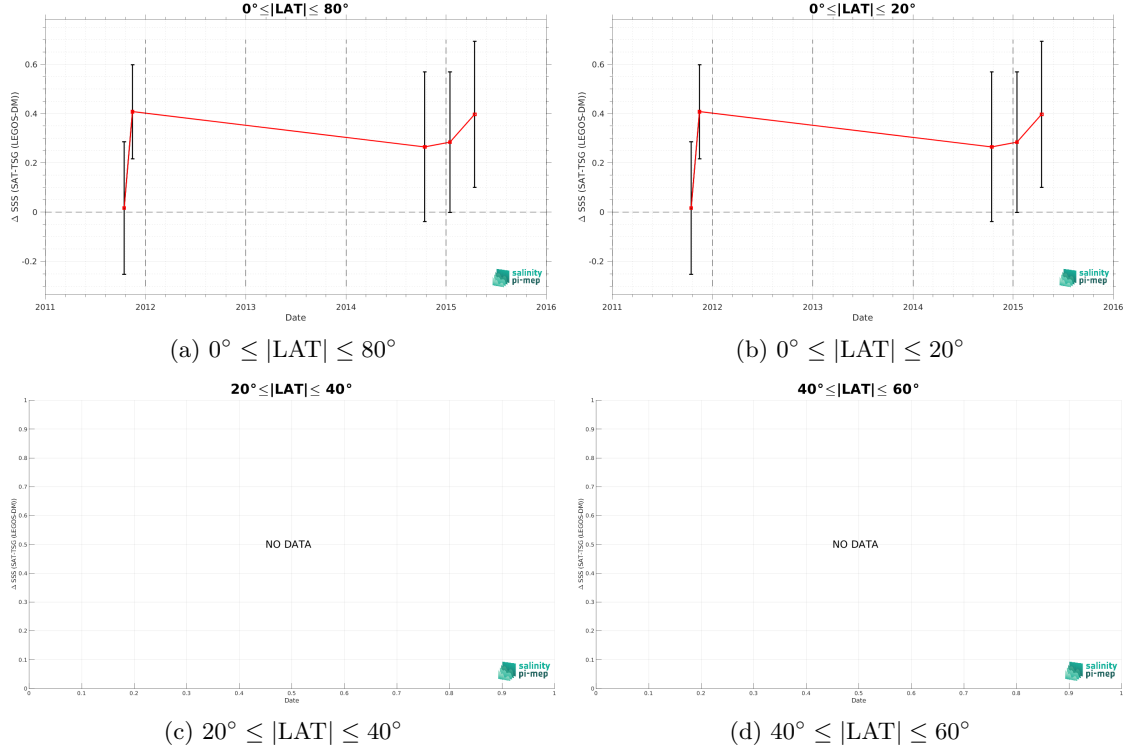 0°≤|LAT|≤ 80°
Δ SSS (SAT-TSG (LEGOS-DM))
0.6
0.4
0.2
0
-0.2
2011 2012 2013 2014 2015 2016
Date
salinity
pi-mep
(a) 0° ≤ |LAT| ≤ 80°
0°≤|LAT|≤ 20°
Δ SSS (SAT-TSG (LEGOS-DM))
0.6
0.4
0.2
0
-0.2
2011 2012 2013 2014 2015 2016
Date
salinity
pi-mep
(b) 0° ≤ |LAT| ≤ 20°
20°≤|LAT|≤ 40°
Δ SSS (SAT-TSG (LEGOS-DM))
1
0.9
0.8
0.7
0.6
0.5
0.4
0.3
0.2
0.1
0
NO DATA
0 0.1 0.2 0.3 0.4 0.5 0.6 0.7 0.8 0.9 1
Date
salinity
pi-mep
(c) 20° ≤ |LAT| ≤ 40°
40°≤|LAT|≤ 60°
Δ SSS (SAT-TSG (LEGOS-DM))
1
0.9
0.8
0.7
0.6
0.5
0.4
0.3
0.2
0.1
0
NO DATA
0 0.1 0.2 0.3 0.4 0.5 0.6 0.7 0.8 0.9 1
Date
salinity
pi-mep
(d) 40° ≤ |LAT| ≤ 60°